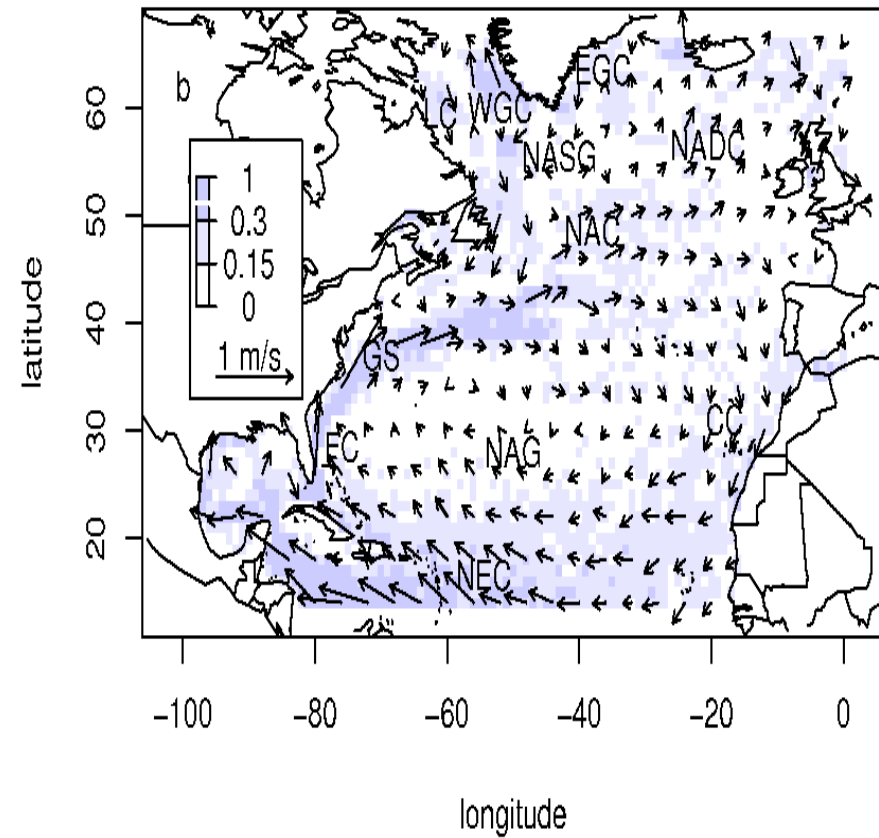 b
EGC
LC WGC
NASG NADC
NAC
1
0.3
0.15
0
1 m/s
GS
CC
FC
NAG
NEC
60
50
40
30
20
latitude
−100 −80 −60 −40 −20 0
longitude